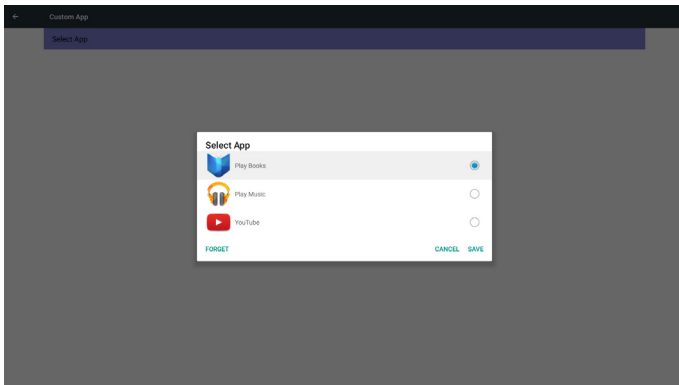 Custom App
Select App
Select App
Play Books
Play Music
YouTube
FORGET CANCEL SAVE